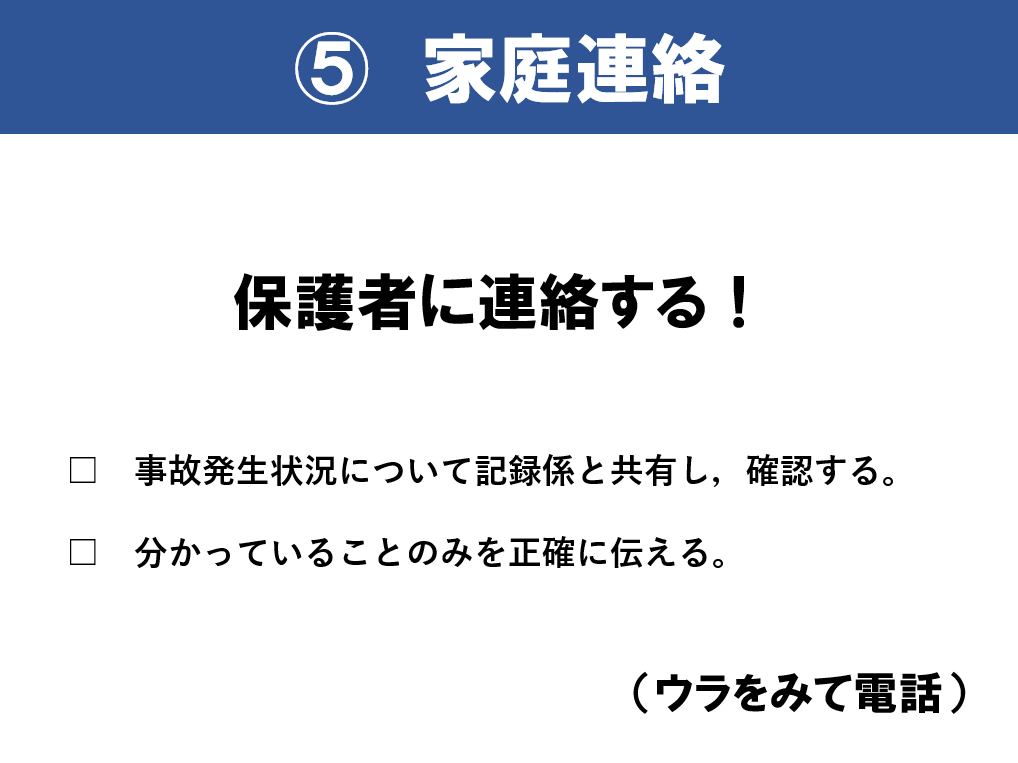 ⑤ 家庭連絡
保護者に連絡する！
□ 事故発生状況について記録係と共有し，確認する。
□ 分かっていることのみを正確に伝える。
（ウラをみて電話）